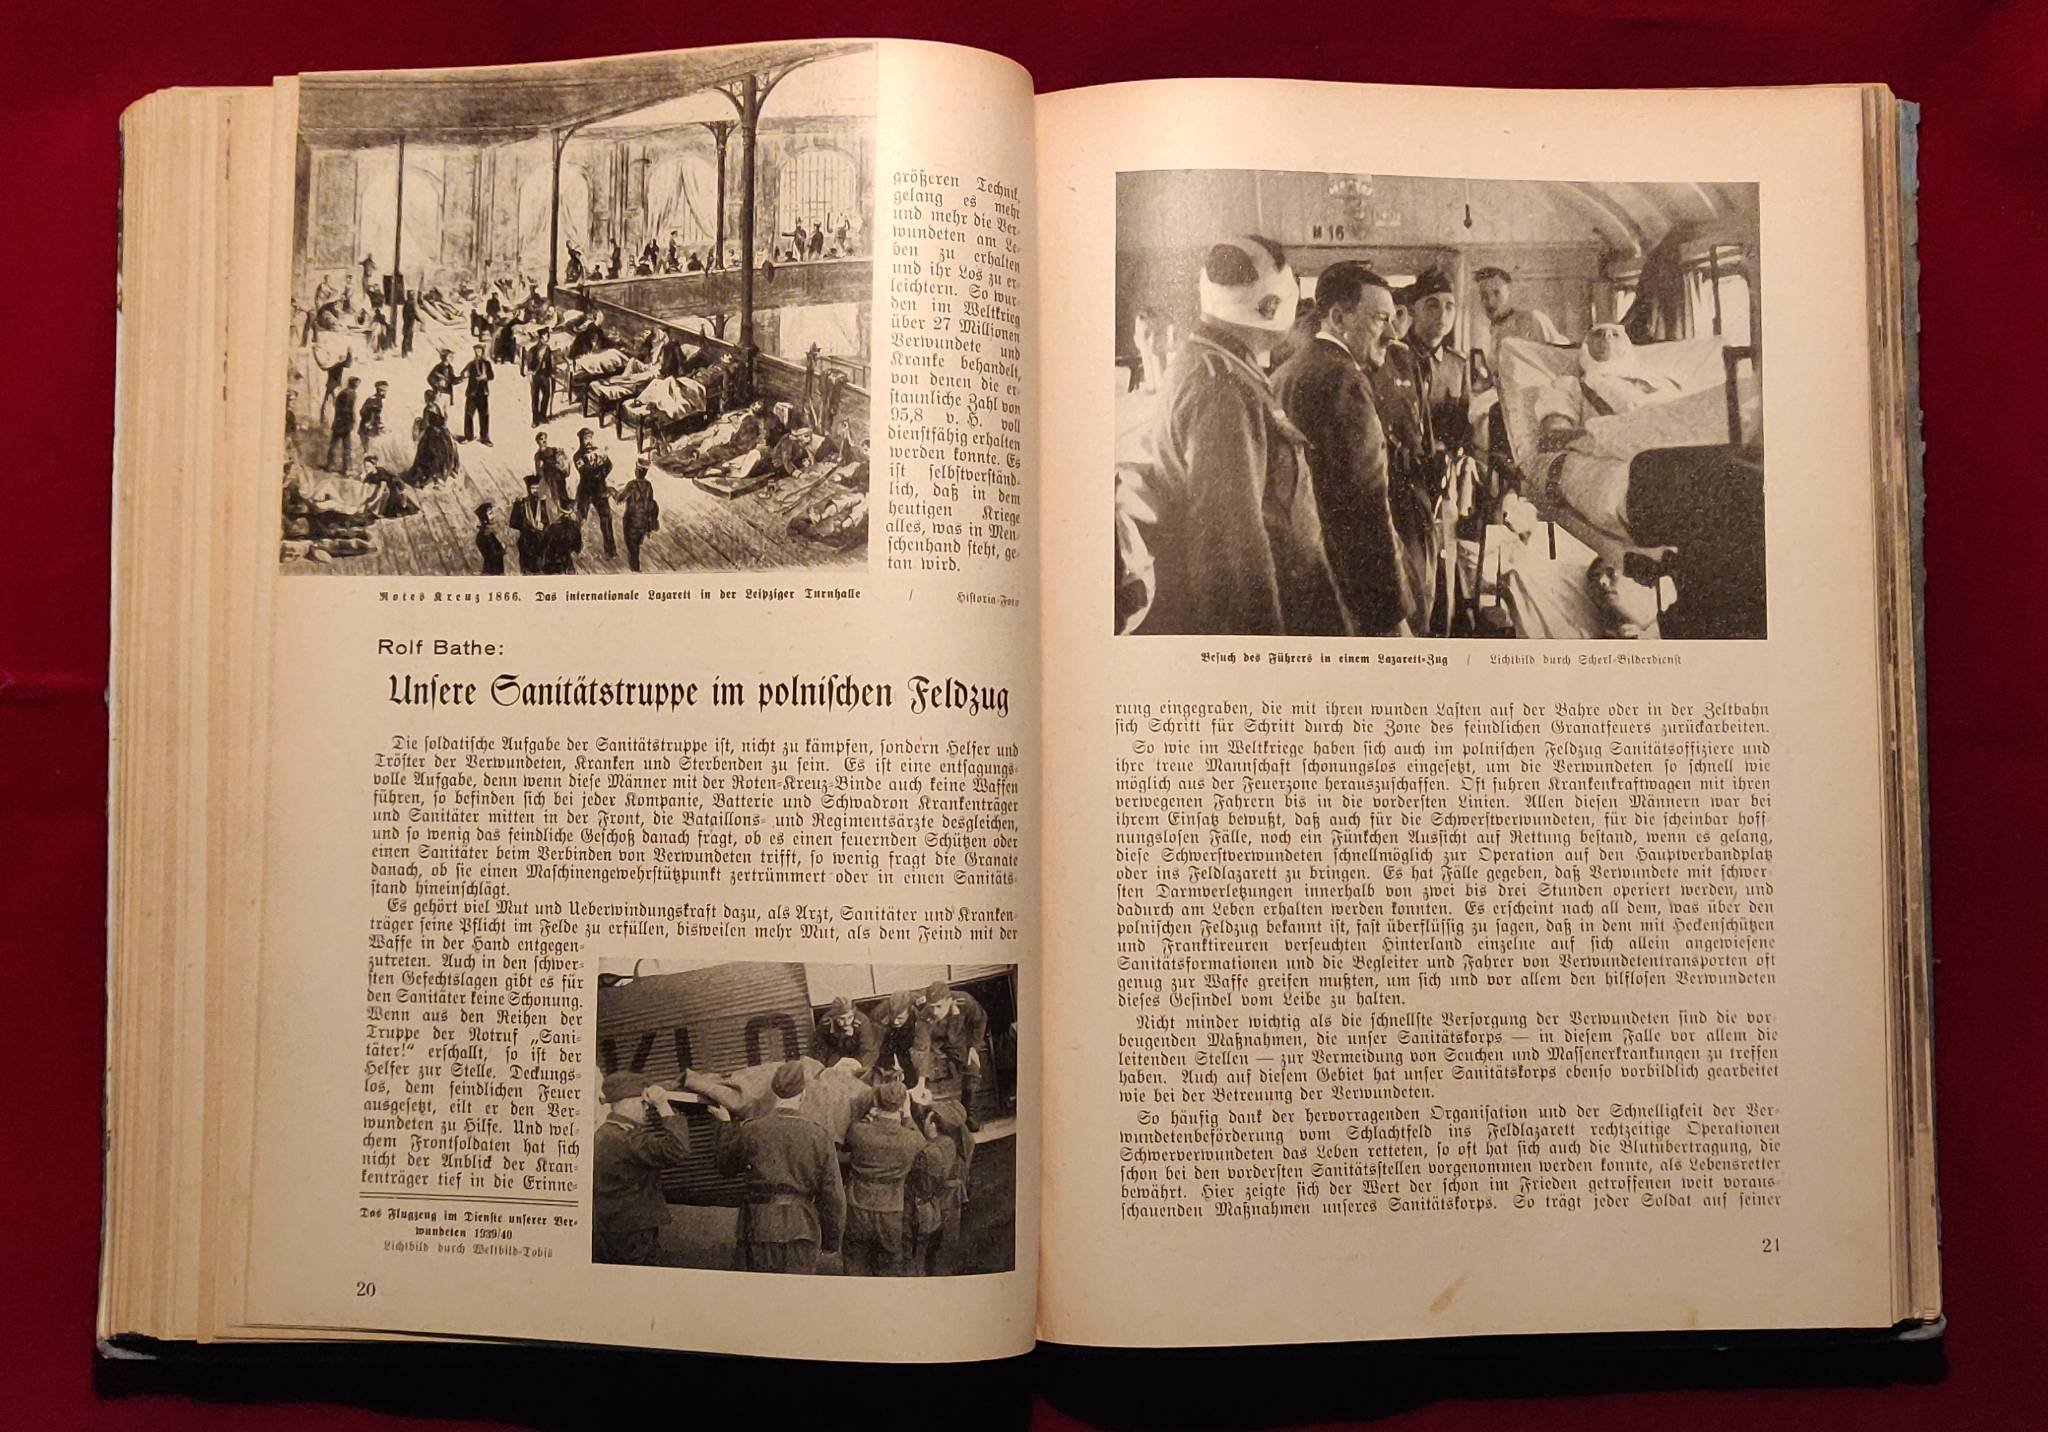 größeren Technik,
gelang es mehr
und mehr die Ver-
wundeten am Le-
ben zu erhalten
und ihr Los zu er-
leichtern. So wur-
den im Weltkrieg
über 27 Millionen
Verwundete und
Kranke behandelt,
von denen die er-
staunliche Zahl von
95,8 v. H. voll
dienstfähig erhalten
werden konnte. Es
ist selbstverständ-
lich, daß in dem
heutigen Kriege
alles, was in Men-
schenhand steht, ge-
tan wird.
Rotes Kreuz 1866. Das internationale Lazarett in der Leipziger Turnhalle / Historia-Foto
Rolf Bathe:
Unsere Sanitätstruppe im polnischen Feldzug
Die soldatische Aufgabe der Sanitätstruppe ist, nicht zu kämpfen, sondern Helfer und
Tröster der Verwundeten, Kranken und Sterbenden zu sein. Es ist eine entsagungs-
volle Aufgabe, denn wenn diese Männer mit der Roten-Kreuz-Binde auch keine Waffen
führen, so befinden sich bei jeder Kompanie, Batterie und Schwadron Krankenträger
und Sanitäter mitten in der Front, die Bataillons- und Regimentsärzte desgleichen,
und so wenig das feindliche Geschoß danach fragt, ob es einen feuernden Schützen oder
einen Sanitäter beim Verbinden von Verwundeten trifft, so wenig fragt die Granate
danach, ob sie einen Maschinengewehrstützpunkt zertrümmert oder in einen Sanitäts-
stand hineinschlägt.
Es gehört viel Mut und Ueberwindungskraft dazu, als Arzt, Sanitäter und Kranken-
träger seine Pflicht im Felde zu erfüllen, bisweilen mehr Mut, als dem Feind mit der
Waffe in der Hand entgegen-
zutreten. Auch in den schwer-
sten Gefechtslagen gibt es für
den Sanitäter keine Schonung.
Wenn aus den Reihen der
Truppe der Notruf „Sani-
täter!“ erschallt, so ist der
Helfer zur Stelle. Deckungs-
los, dem feindlichen Feuer
ausgesetzt, eilt er den Ver-
wundeten zu Hilfe. Und wel-
chem Frontsoldaten hat sich
nicht der Anblick der Kran-
kenträger tief in die Erinne-
Das Flugzeug im Dienste unserer Ver-
wundeten 1939/40
Lichtbild durch Weltbild-Tobis
20
M 16
Besuch des Führers in einem Lazarett-Zug / Lichtbild durch Scherl-Bilderdienst
rung eingegraben, die mit ihren wunden Lasten auf der Bahre oder in der Zeltbahn
sich Schritt für Schritt durch die Zone des feindlichen Granatfeuers zurückarbeiten.
So wie im Weltkriege haben sich auch im polnischen Feldzug Sanitätsoffiziere und
ihre treue Mannschaft schonungslos eingesetzt, um die Verwundeten so schnell wie
möglich aus der Feuerzone herauszuschaffen. Oft fuhren Krankenkraftwagen mit ihren
verwegenen Fahrern bis in die vordersten Linien. Allen diesen Männern war bei
ihrem Einsatz bewußt, daß auch für die Schwerstverwundeten, für die scheinbar hoff-
nungslosen Fälle, noch ein Fünkchen Aussicht auf Rettung bestand, wenn es gelang,
diese Schwerstverwundeten schnellmöglich zur Operation auf den Hauptverbandplatz
oder ins Feldlazarett zu bringen. Es hat Fälle gegeben, daß Verwundete mit schwer-
sten Darmverletzungen innerhalb von zwei bis drei Stunden operiert werden, und
dadurch am Leben erhalten werden konnten. Es erscheint nach all dem, was über den
polnischen Feldzug bekannt ist, fast überflüssig zu sagen, daß in dem mit Heckenschützen
und Franktireuren verseuchten Hinterland einzelne auf sich allein angewiesene
Sanitätsformationen und die Begleiter und Fahrer von Verwundetentransporten oft
genug zur Waffe greifen mußten, um sich und vor allem den hilflosen Verwundeten
dieses Gesindel vom Leibe zu halten.
Nicht minder wichtig als die schnellste Versorgung der Verwundeten sind die vor-
beugenden Maßnahmen, die unser Sanitätskorps — in diesem Falle vor allem die
leitenden Stellen — zur Vermeidung von Seuchen und Massenerkrankungen zu treffen
haben. Auch auf diesem Gebiet hat unser Sanitätskorps ebenso vorbildlich gearbeitet
wie bei der Betreuung der Verwundeten.
So häufig dank der hervorragenden Organisation und der Schnelligkeit der Ver-
wundetenbeförderung vom Schlachtfeld ins Feldlazarett rechtzeitige Operationen
Schwerverwundeten das Leben retteten, so oft hat sich auch die Blutübertragung, die
schon bei den vordersten Sanitätsstellen vorgenommen werden konnte, als Lebensretter
bewährt. Hier zeigte sich der Wert der schon im Frieden getroffenen weit voraus-
schauenden Maßnahmen unseres Sanitätskorps. So trägt jeder Soldat auf seiner
21